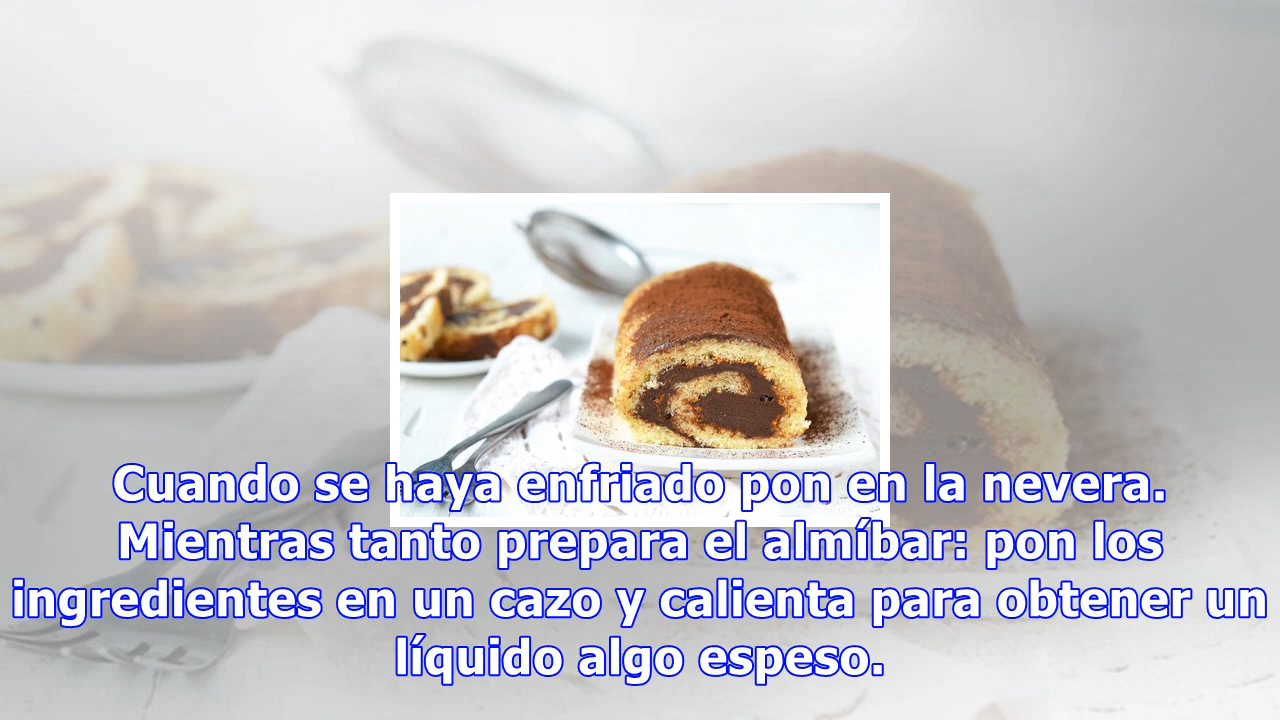 Cuando se haya enfriado pon en la nevera.
Mientras tanto prepara el almíbar: pon los
ingredientes en un cazo y calienta para obtener un
líquido algo espeso.